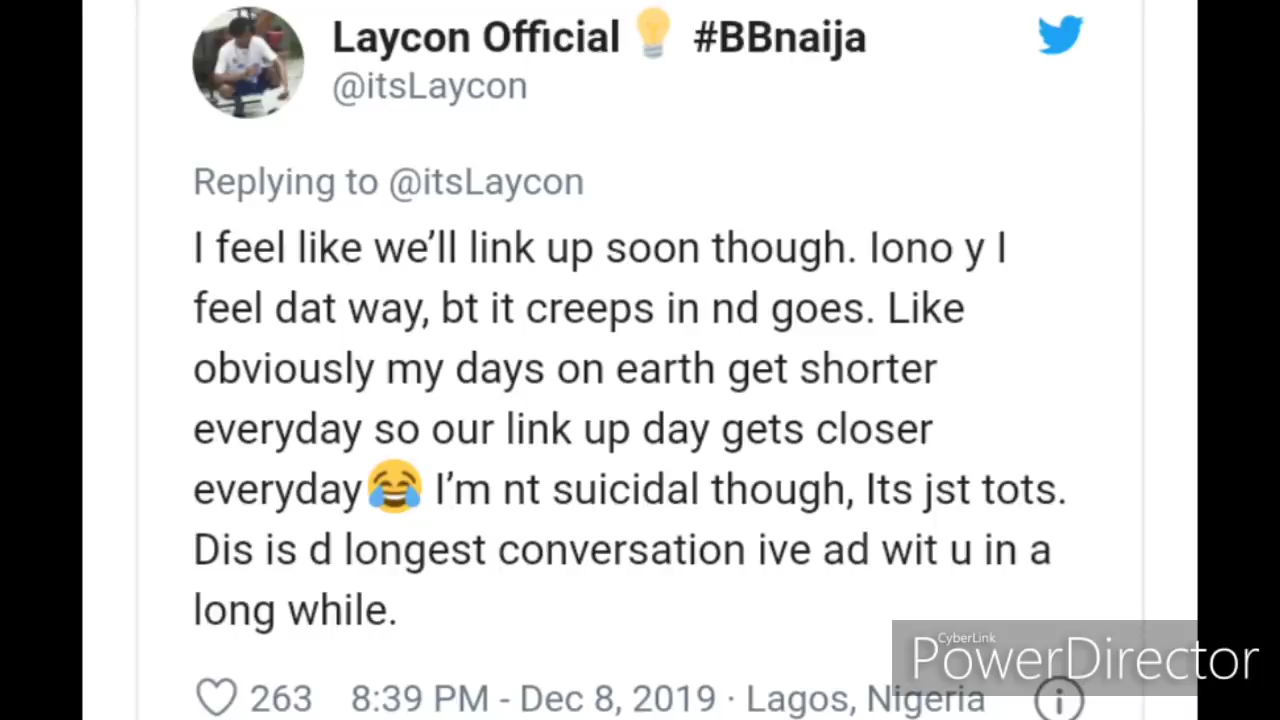 Laycon Official 💡 #BBnaija
@itsLaycon
Replying to @itsLaycon
I feel like we’ll link up soon though. Iono y I
feel dat way, bt it creeps in nd goes. Like
obviously my days on earth get shorter
everyday so our link up day gets closer
everyday😂 I’m nt suicidal though, Its jst tots.
Dis is d longest conversation ive ad wit u in a
long while.
263 8:39 PM - Dec 8, 2019 · Lagos, Nigeria
CyberLink
PowerDirector